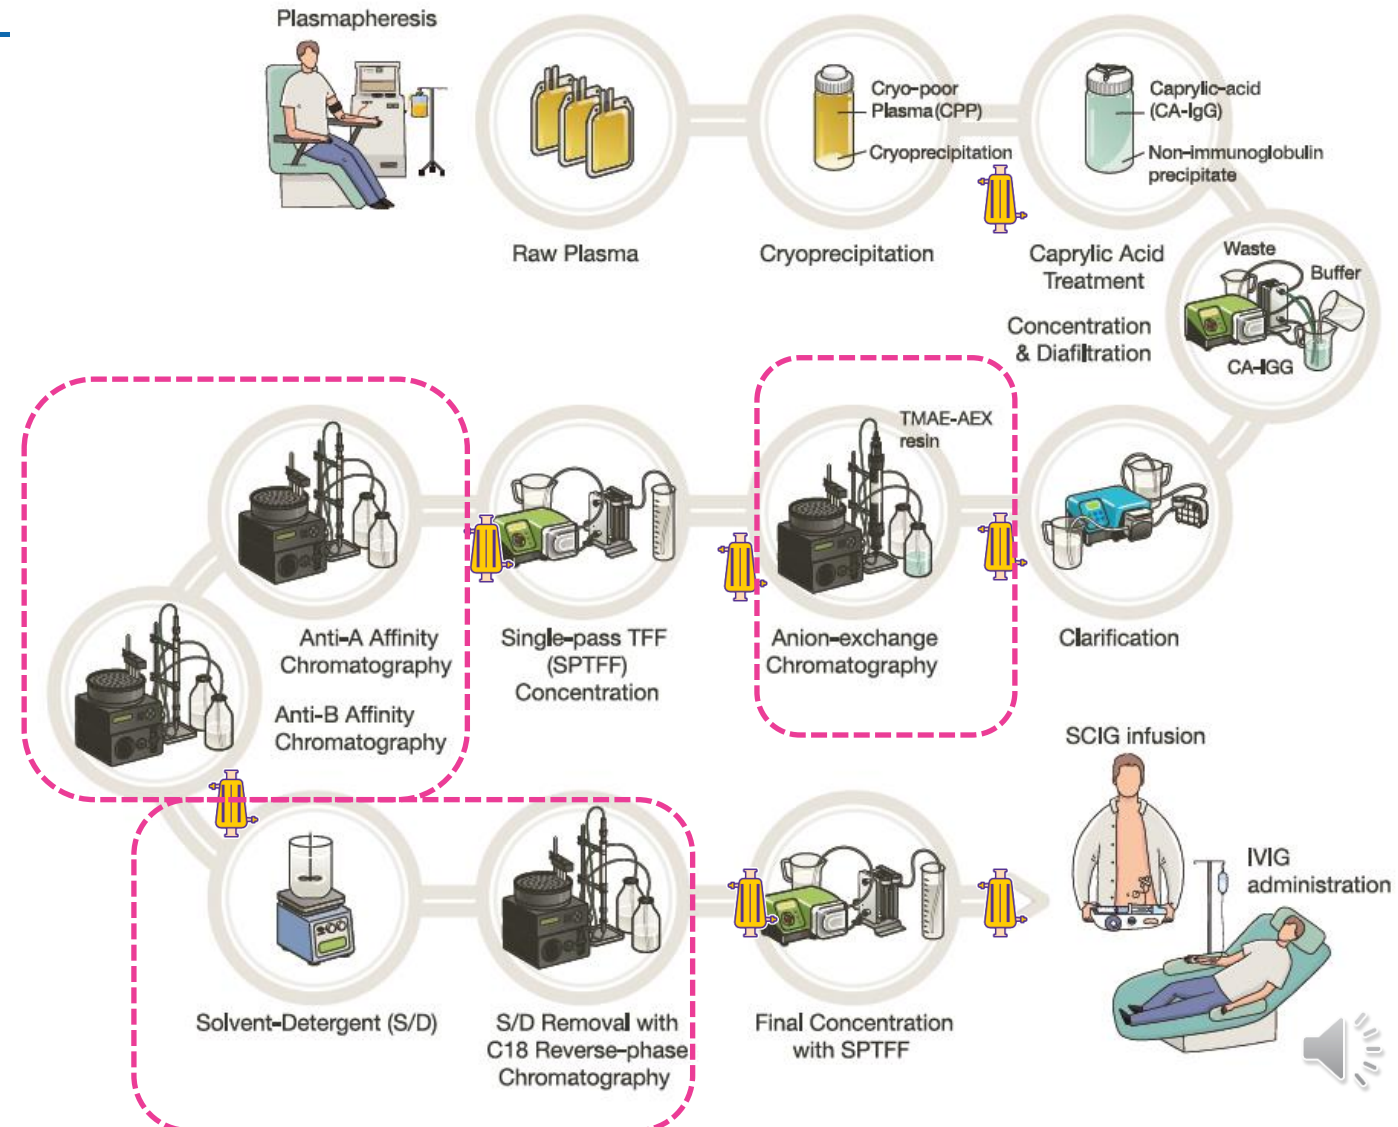 Plasmapheresis
Cryo-poor
Plasma(CPP)
Cryoprecipitation
Caprylic-acid
(CA-IgG)
Non-immunoglobulin
precipitate
Raw Plasma
Cryoprecipitation
Caprylic Acid
Treatment
Waste
Buffer
CA-IGG
Concentration
& Diafiltration
TMAE-AEX
resin
Anti-A Affinity
Chromatography
Single-pass TFF
(SPTFF)
Concentration
Anion-exchange
Chromatography
Clarification
Anti-B Affinity
Chromatography
SCIG infusion
IVIG
administration
Solvent-Detergent (S/D)
S/D Removal with
C18 Reverse-phase
Chromatography
Final Concentration
with SPTFF